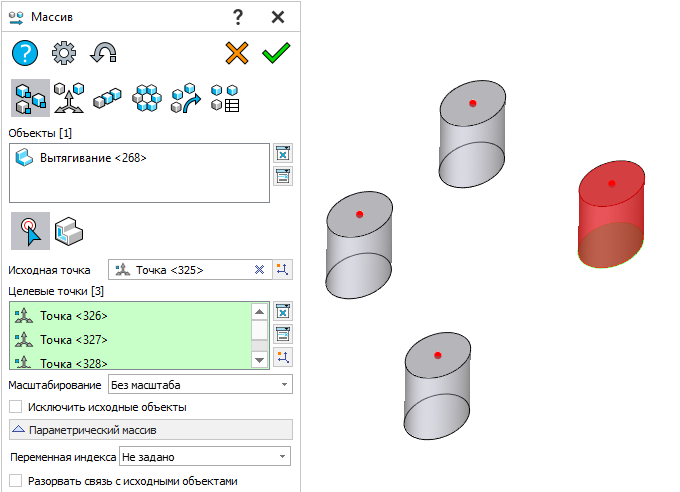 Массив ?
?
Объекты [1]
Вытягивание <268>
Исходная точка Точка <325>
Целевые точки [3]
Точка <326>
Точка <327>
Точка <328>
Масштабирование Без масштаба
Исключить исходные объекты
Параметрический массив
Переменная индекса Не задано
Разорвать связь с исходными объектами